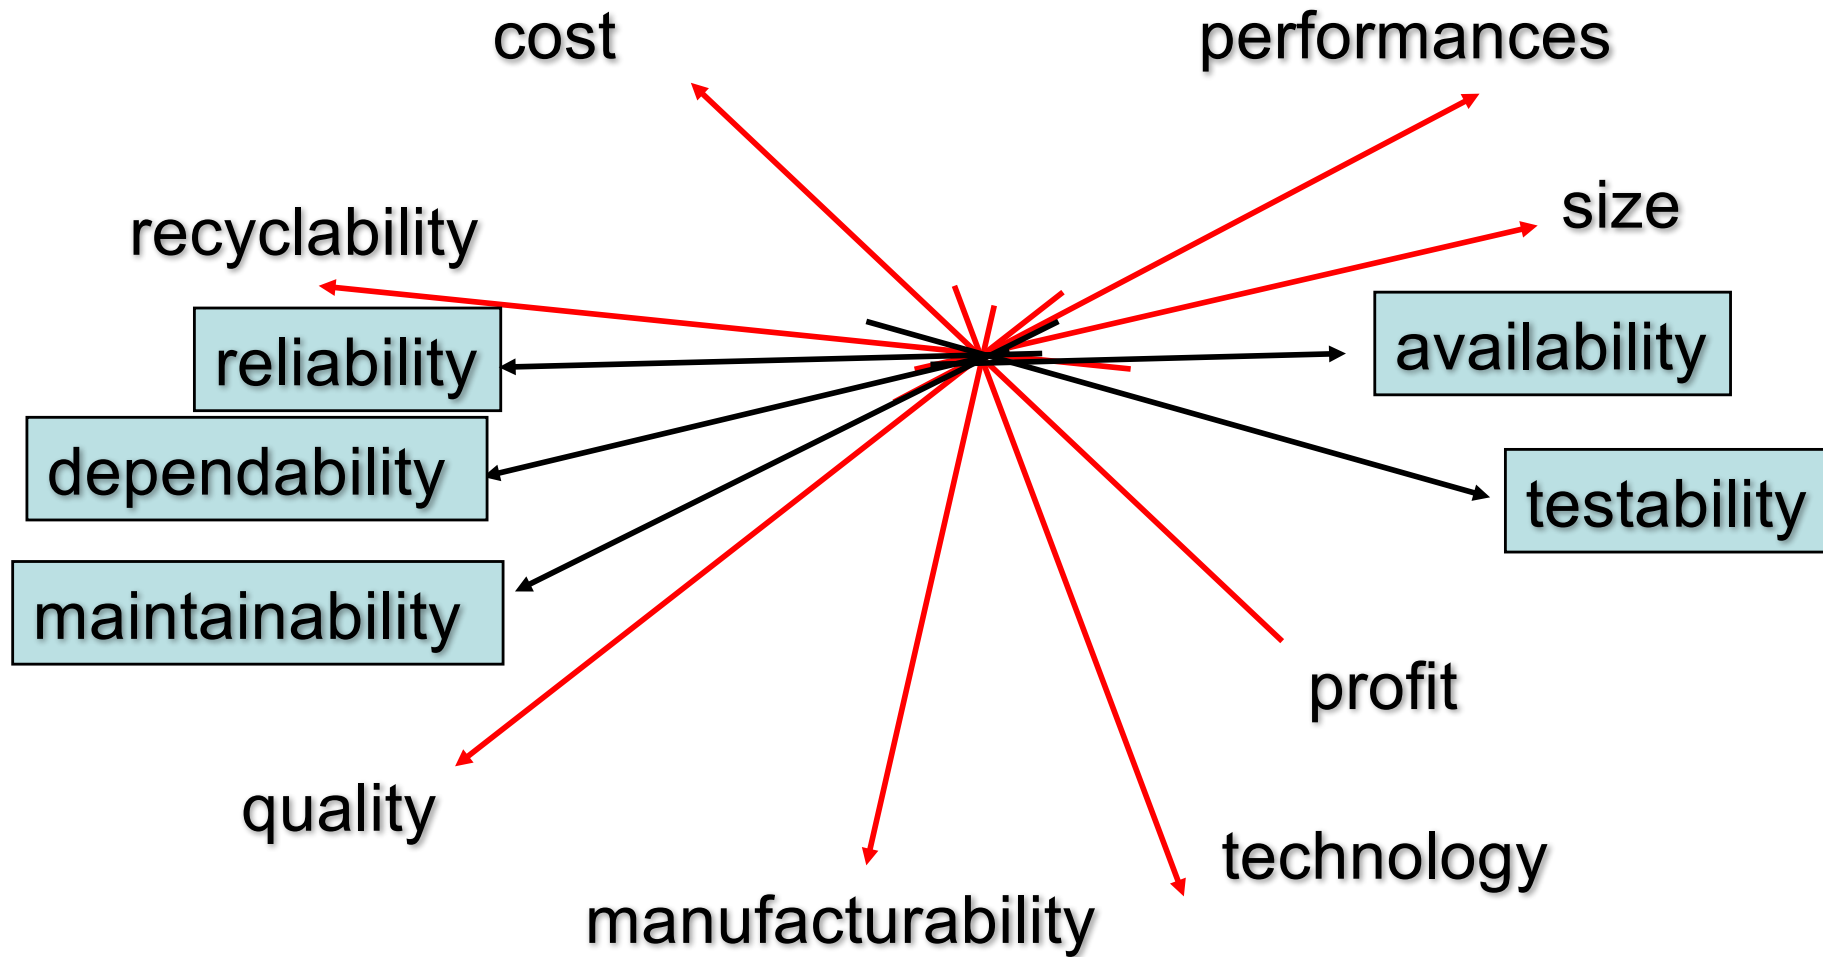 cost
performances
size
recyclability
reliability
availability
dependability
testability
maintainability
profit
quality
technology
manufacturability